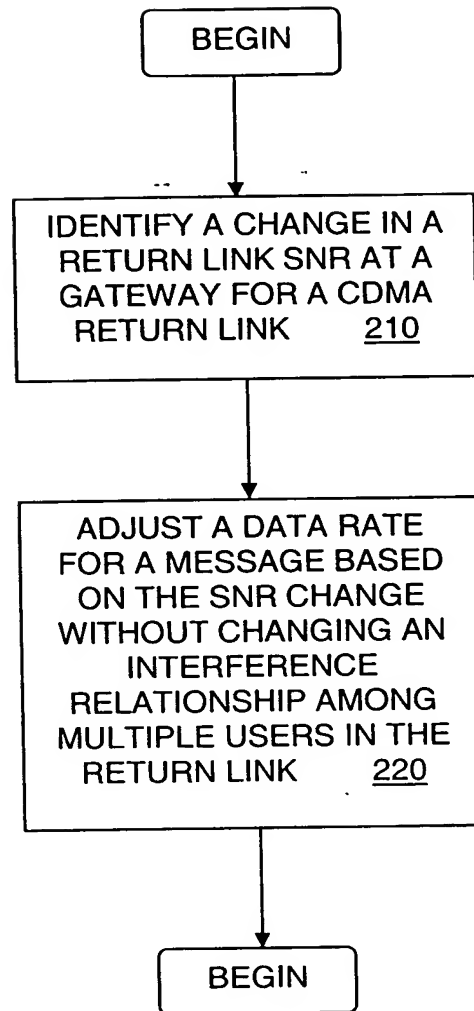 BEGIN
IDENTIFY A CHANGE IN A
RETURN LINK SNR AT A
GATEWAY FOR A CDMA
RETURN LINK 210
ADJUST A DATA RATE
FOR A MESSAGE BASED
ON THE SNR CHANGE
WITHOUT CHANGING AN
INTERFERENCE
RELATIONSHIP AMONG
MULTIPLE USERS IN THE
RETURN LINK 220
BEGIN